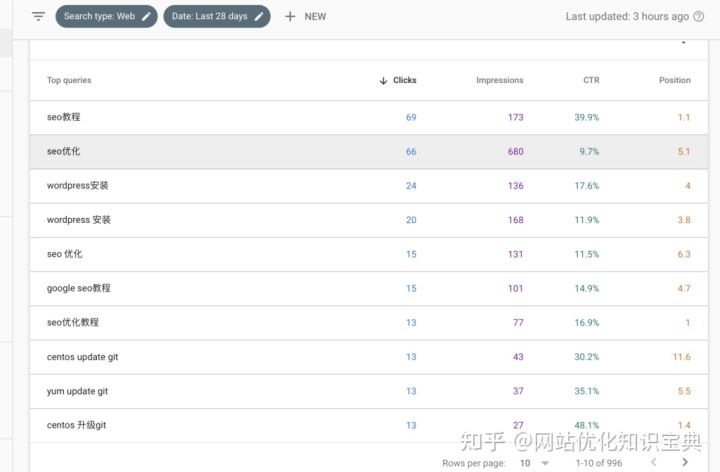 Search type: Web Date: Last 28 days + NEW Last updated: 3 hours ago
Top queries Clicks Impressions CTR Position
seo教程 69 173 39.9% 1.1
seo优化 66 680 9.7% 5.1
wordpress安装 24 136 17.6% 4
wordpress 安装 20 168 11.9% 3.8
seo 优化 15 131 11.5% 6.3
google seo教程 15 101 14.9% 4.7
seo优化教程 13 77 16.9% 1
centos update git 13 43 30.2% 11.6
yum update git 13 37 35.1% 5.5
centos 升级git 13 27 48.1% 1.4
知乎 @网站优化知识宝典
Rows per page: 10 1-10 of 996